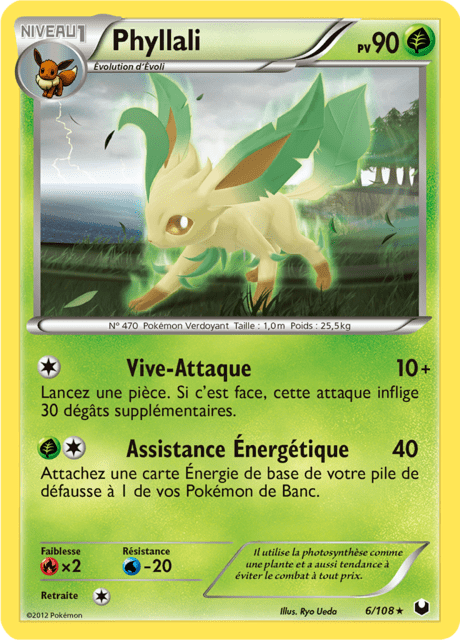 NIVEAU 1
Phyllali
PV 90
Évolution d'Évoli
N° 470 Pokémon Verdoyant Taille : 1,0m Poids : 25,5kg
Vive-Attaque 10+
Lancez une pièce. Si c'est face, cette attaque inflige
30 dégâts supplémentaires.
Assistance Énergétique 40
Attachez une carte Énergie de base de votre pile de
défausse à 1 de vos Pokémon de Banc.
Faiblesse Résistance
×2 -20
Retraite
Il utilise la photosynthèse comme
une plante et a aussi tendance à
éviter le combat à tout prix.
©2012 Pokémon
Illus. Ryo Ueda
6/108★